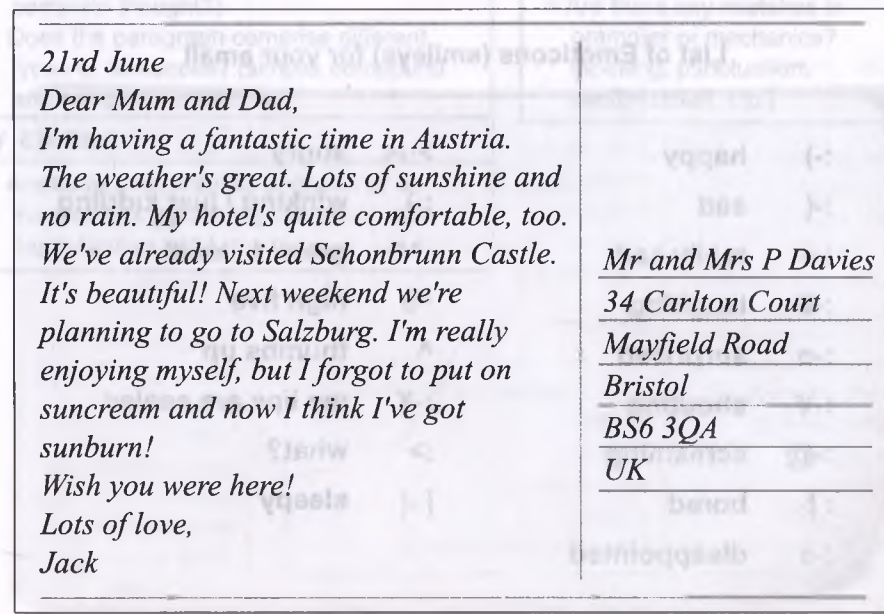 21rd June
Dear Mum and Dad,
I'm having a fantastic time in Austria.
The weather's great. Lots of sunshine and
no rain. My hotel's quite comfortable, too.
We've already visited Schonbrunn Castle.
It's beautiful! Next weekend we're
planning to go to Salzburg. I'm really
enjoying myself, but I forgot to put on
suncream and now I think I've got
sunburn!
Wish you were here!
Lots of love,
Jack
Mr and Mrs P Davies
34 Carlton Court
Mayfield Road
Bristol
BS6 3QA
UK